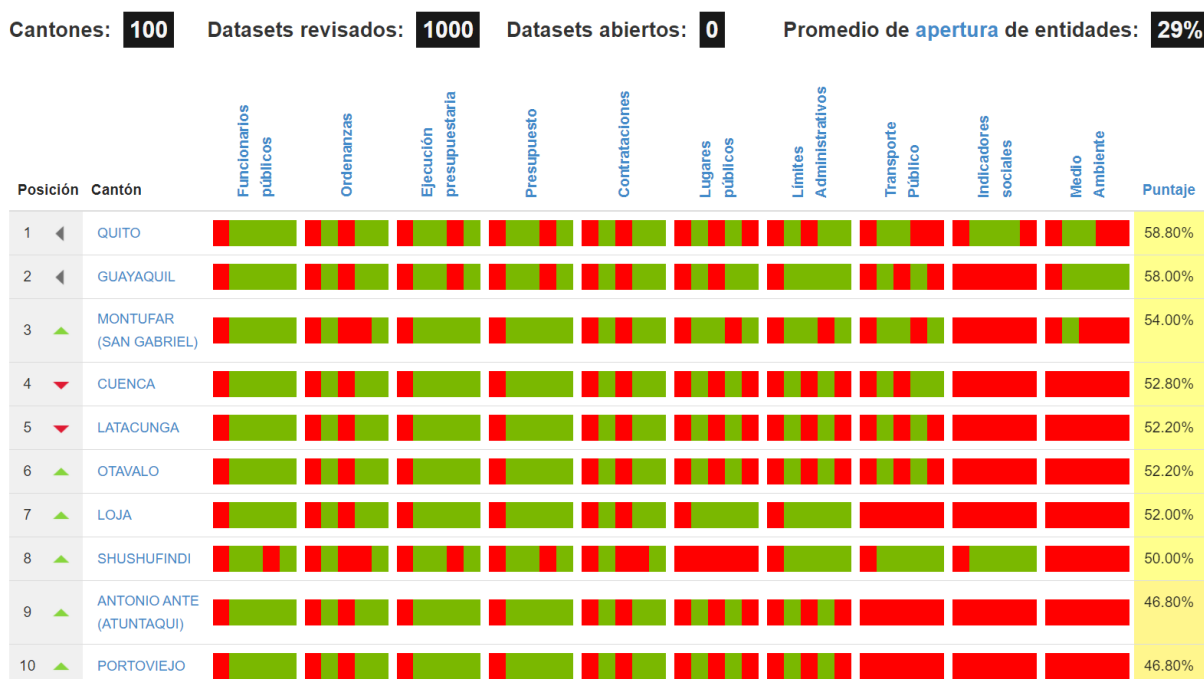 Cantones: 100 Datasets revisados: 1000 Datasets abiertos: 0 Promedio de apertura de entidades: 29%
Posición Cantón Funcionarios públicos Ordenanzas Ejecución presupuestaria Presupuesto Contrataciones Lugares públicos Límites Administrativos Transporte Público Indicadores sociales Medio Ambiente Puntaje
1 QUITO 58.80%
2 GUAYAQUIL 58.00%
3 MONTUFAR (SAN GABRIEL) 54.00%
4 CUENCA 52.80%
5 LATACUNGA 52.20%
6 OTAVALO 52.20%
7 LOJA 52.00%
8 SHUSHUFINDI 50.00%
9 ANTONIO ANTE (ATUNTAQUI) 46.80%
10 PORTOVIEJO 46.80%